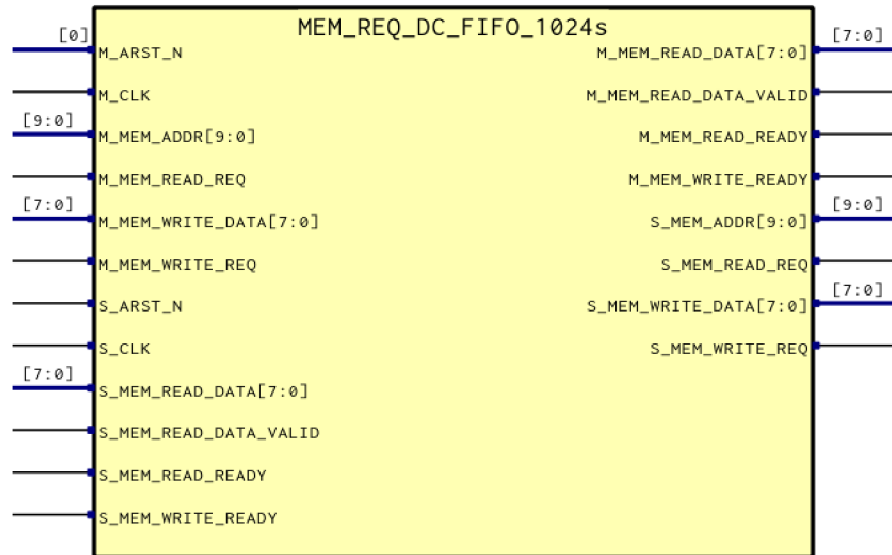 MEM_REQ_DC_FIFO_1024s
[0] M_ARST_N M_MEM_READ_DATA[7:0] [7:0]
M_CLK M_MEM_READ_DATA_VALID
[9:0] M_MEM_ADDR[9:0] M_MEM_READ_READY
M_MEM_READ_REQ M_MEM_WRITE_READY
[7:0] M_MEM_WRITE_DATA[7:0] S_MEM_ADDR[9:0] [9:0]
M_MEM_WRITE_REQ S_MEM_READ_REQ
S_ARST_N S_MEM_WRITE_DATA[7:0] [7:0]
S_CLK S_MEM_WRITE_REQ
[7:0] S_MEM_READ_DATA[7:0]
S_MEM_READ_DATA_VALID
S_MEM_READ_READY
S_MEM_WRITE_READY